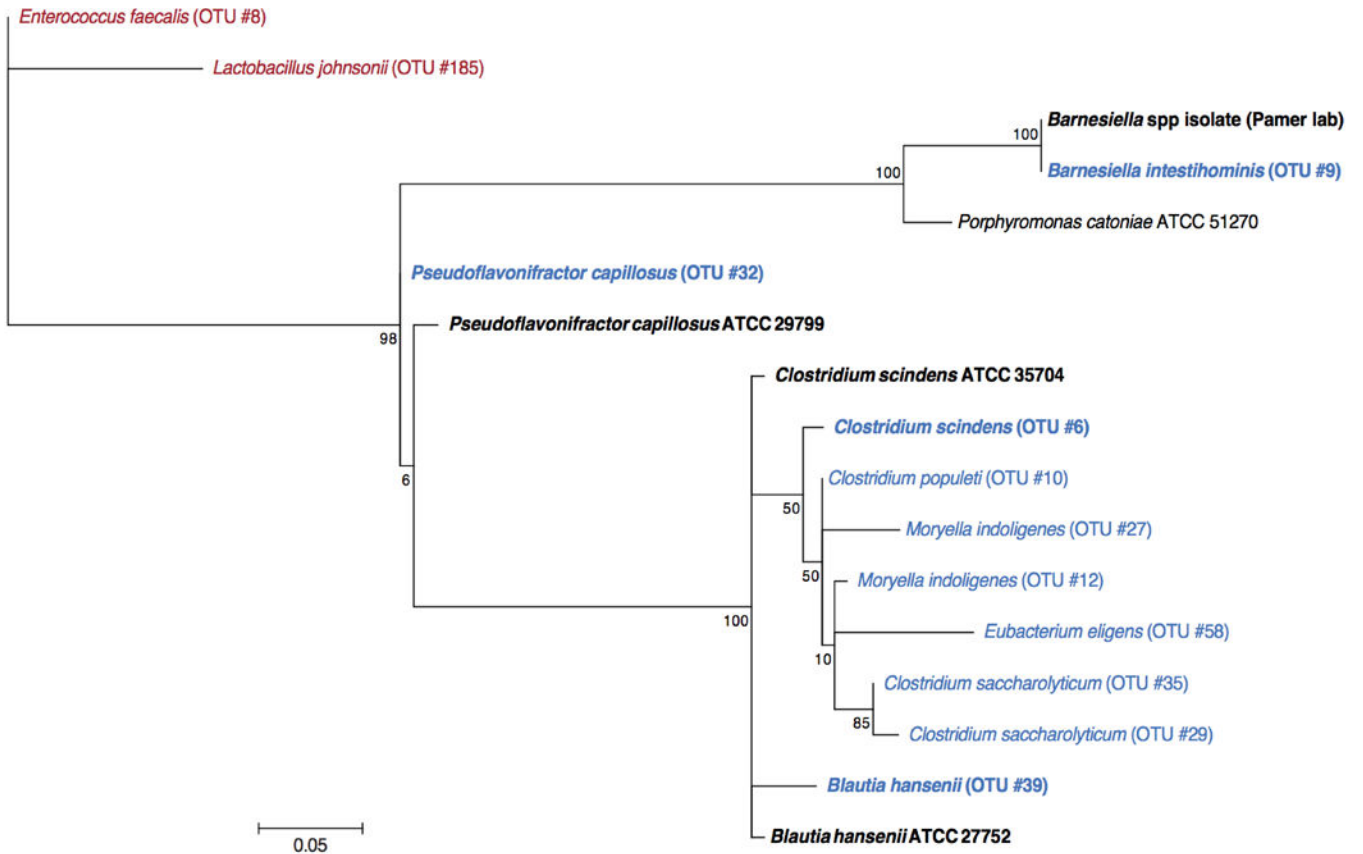 Enterococcus faecalis (OTU #8)
Lactobacillus johnsonii (OTU #185)
Barnesiella spp isolate (Pamer lab)
100
Barnesiella intestihominis (OTU #9)
100
Porphyromonas catoniae ATCC 51270
Pseudoflavonifractor capillosus (OTU #32)
Pseudoflavonifractor capillosus ATCC 29799
98
Clostridium scindens ATCC 35704
Clostridium scindens (OTU #6)
Clostridium populeti (OTU #10)
6
50
Moryella indoligenes (OTU #27)
50
Moryella indoligenes (OTU #12)
100
Eubacterium eligens (OTU #58)
10
Clostridium saccharolyticum (OTU #35)
85
Clostridium saccharolyticum (OTU #29)
Blautia hansenii (OTU #39)
Blautia hansenii ATCC 27752
0.05